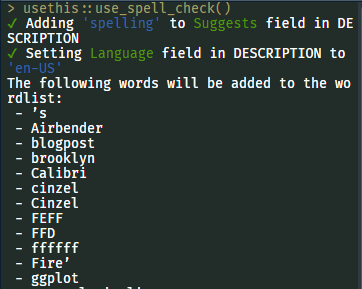 > usethis::use_spell_check()
✓ Adding 'spelling' to Suggests field in DE
SCRIPTION
✓ Setting Language field in DESCRIPTION to
'en-US'
The following words will be added to the wo
rdlist:
- ’s
- Airbender
- blogpost
- brooklyn
- Calibri
- cinzel
- Cinzel
- FEFF
- FFD
- ffffff
- Fire’
- ggplot